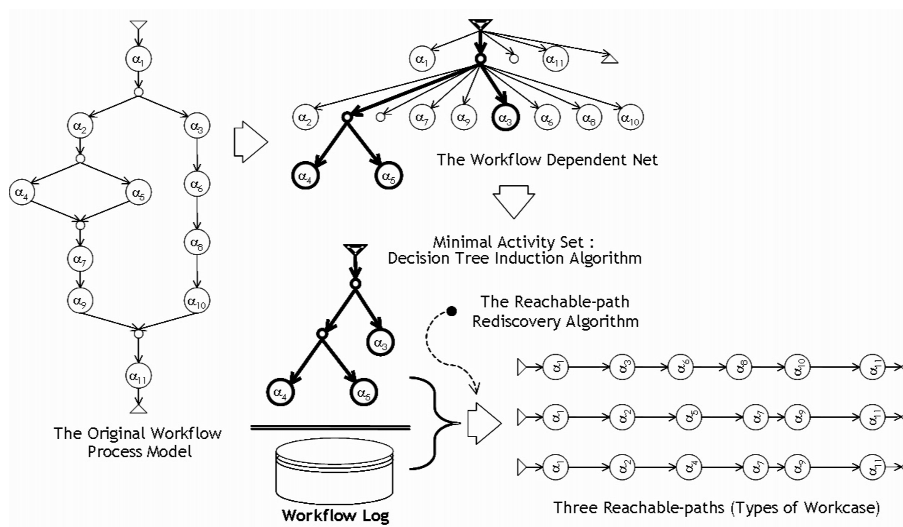 α1
α2
α3
α4
α5
α6
α7
α8
α9
α10
α11
The Original Workflow
Process Model
α1
α11
α2
α7
α9
α3
α6
α8
α10
α4
α5
The Workflow Dependent Net
Minimal Activity Set :
Decision Tree Induction Algorithm
α3
α4
α5
The Reachable-path
Rediscovery Algorithm
Workflow Log
α1 α3 α6 α8 α10 α11
α1 α2 α5 α7 α9 α11
α1 α2 α4 α7 α9 α11
Three Reachable-paths (Types of Workcase)